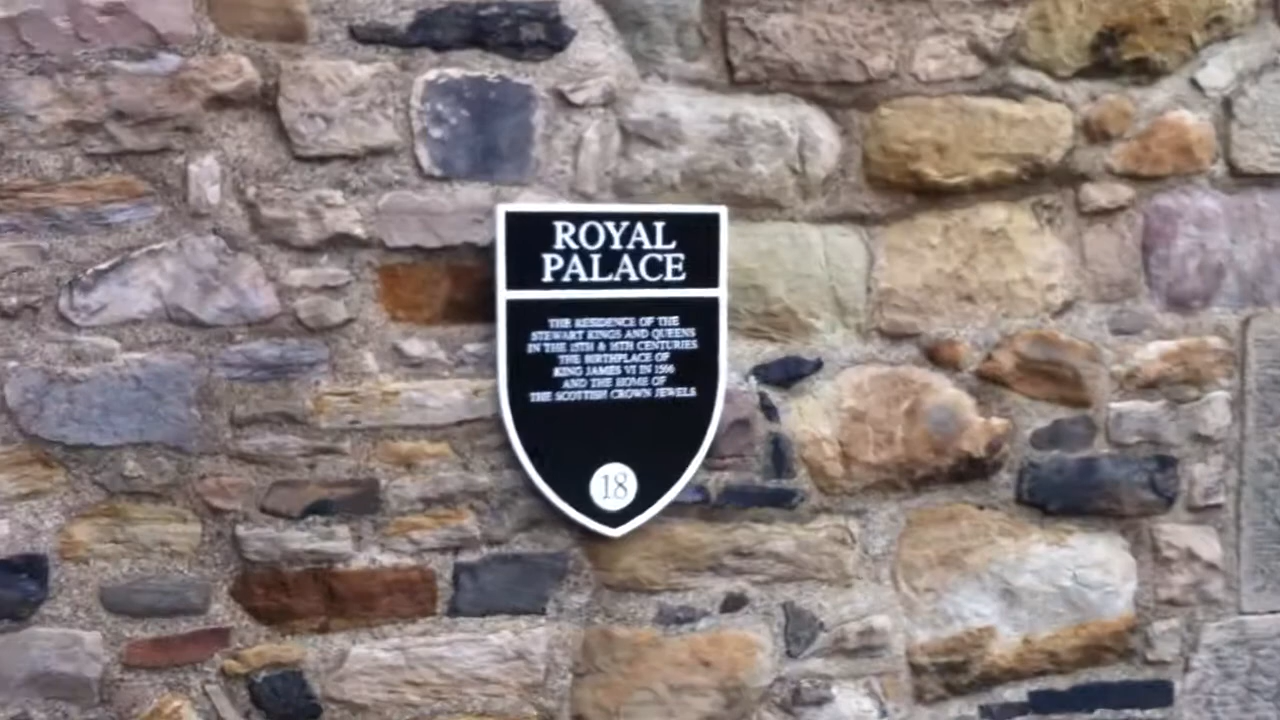 ROYAL
PALACE
THE RESIDENCE OF THE
STEWART KINGS AND QUEENS
IN THE 15TH & 16TH CENTURIES
THE BIRTHPLACE OF
KING JAMES VI IN 1566
AND THE HOME OF
THE SCOTTISH CROWN JEWELS
18